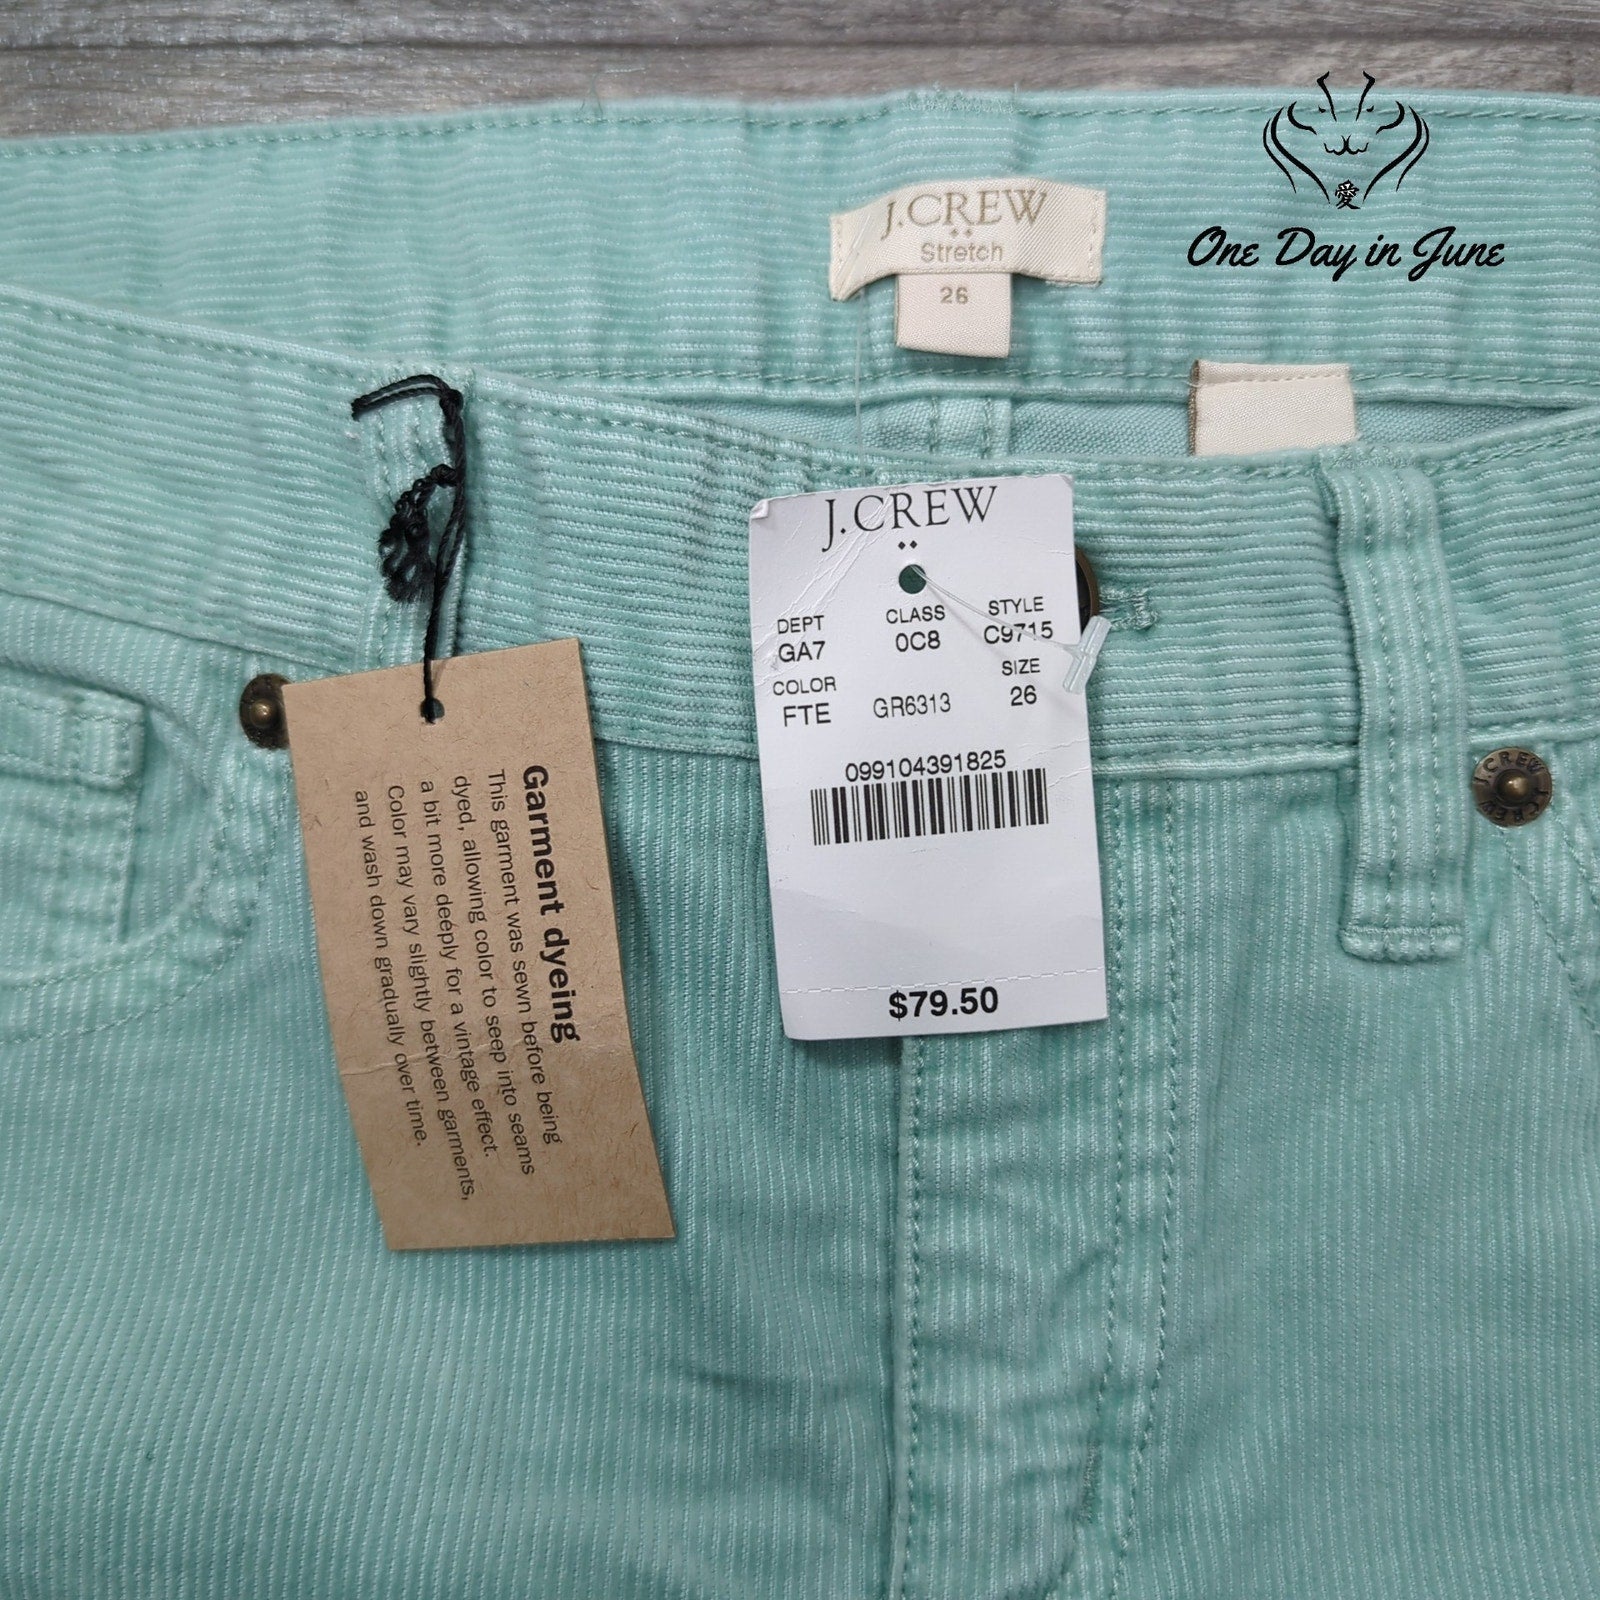 J.CREW
Stretch
26
愛
One Day in June
J.CREW
DEPT CLASS STYLE
GA7 0C8 C9715
COLOR SIZE
FTE GR6313 26
099104391825
$79.50
Garment dyeing
This garment was sewn before being
dyed, allowing color to seep into seams
a bit more deeply for a vintage effect.
Color may vary slightly between garments,
and wash down gradually over time.
J.CREW J.CREW